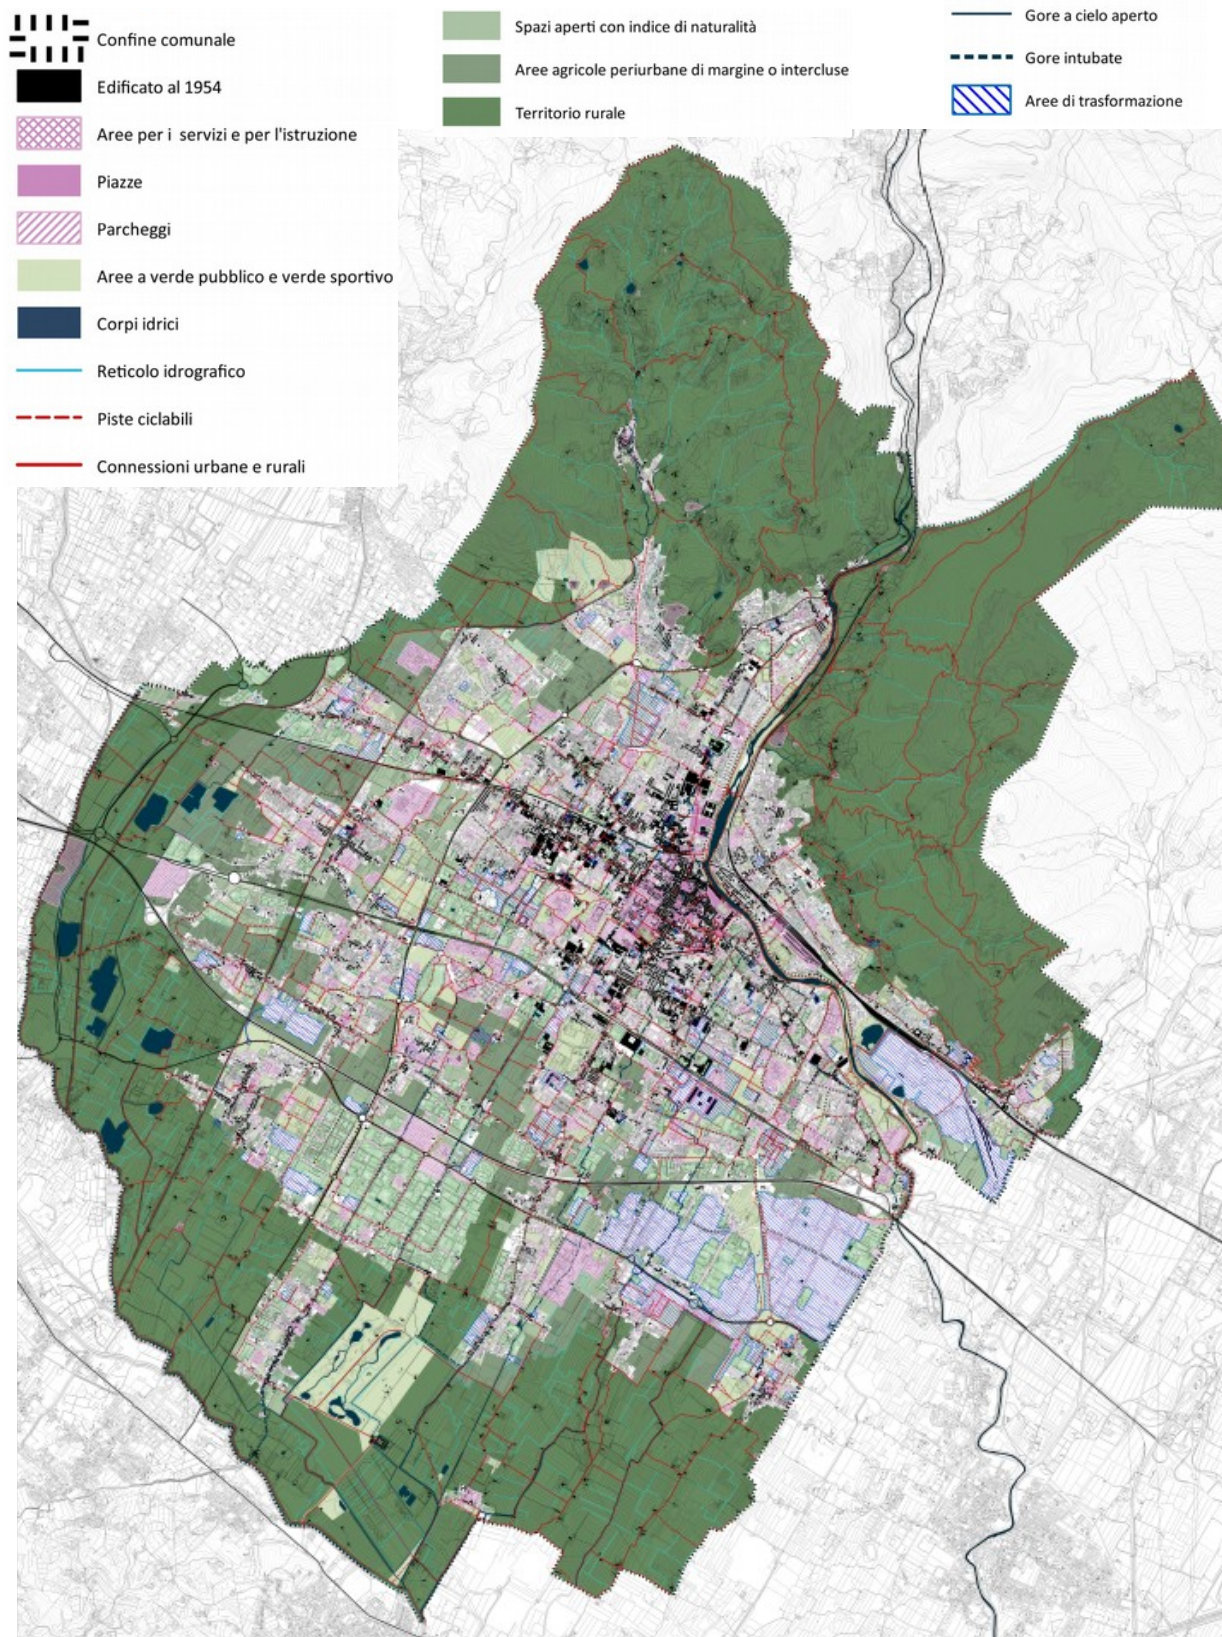 Confine comunale
Edificato al 1954
Aree per i servizi e per l'istruzione
Piazze
Parcheggi
Aree a verde pubblico e verde sportivo
Corpi idrici
Reticolo idrografico
Piste ciclabili
Connessioni urbane e rurali
Spazi aperti con indice di naturalità
Aree agricole periurbane di margine o intercluse
Territorio rurale
Gore a cielo aperto
Gore intubate
Aree di trasformazione